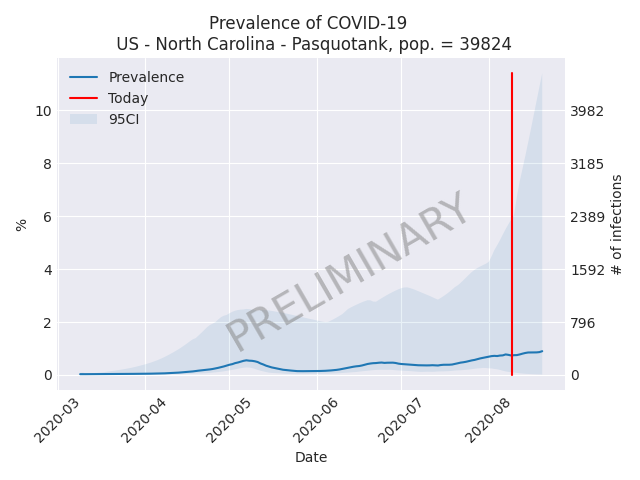 Prevalence of COVID-19
US - North Carolina - Pasquotank, pop. = 39824
Prevalence
Today
95CI
10
8
6
4
2
0
%
3982
3185
2389
1592
796
0
# of infections
PRELIMINARY
2020-03
2020-04
2020-05
2020-06
2020-07
2020-08
Date